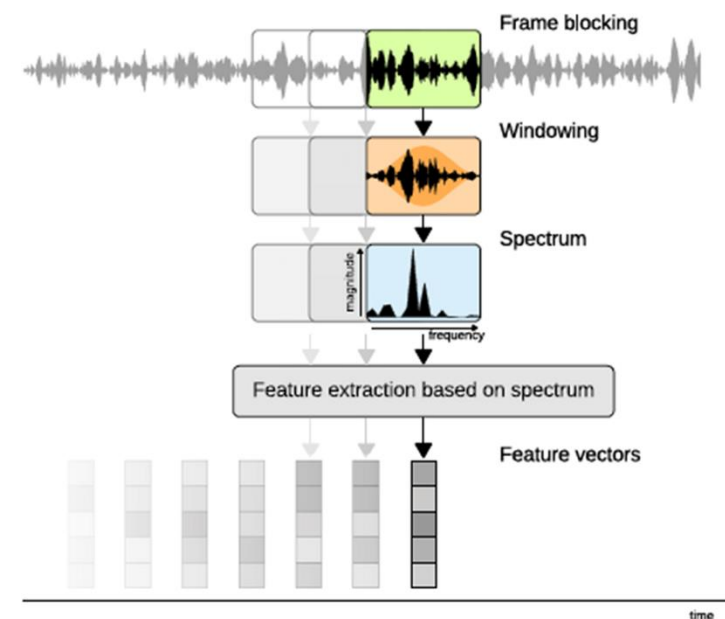 Frame blocking
Windowing
Spectrum
magnitude
frequency
Feature extraction based on spectrum
Feature vectors
time